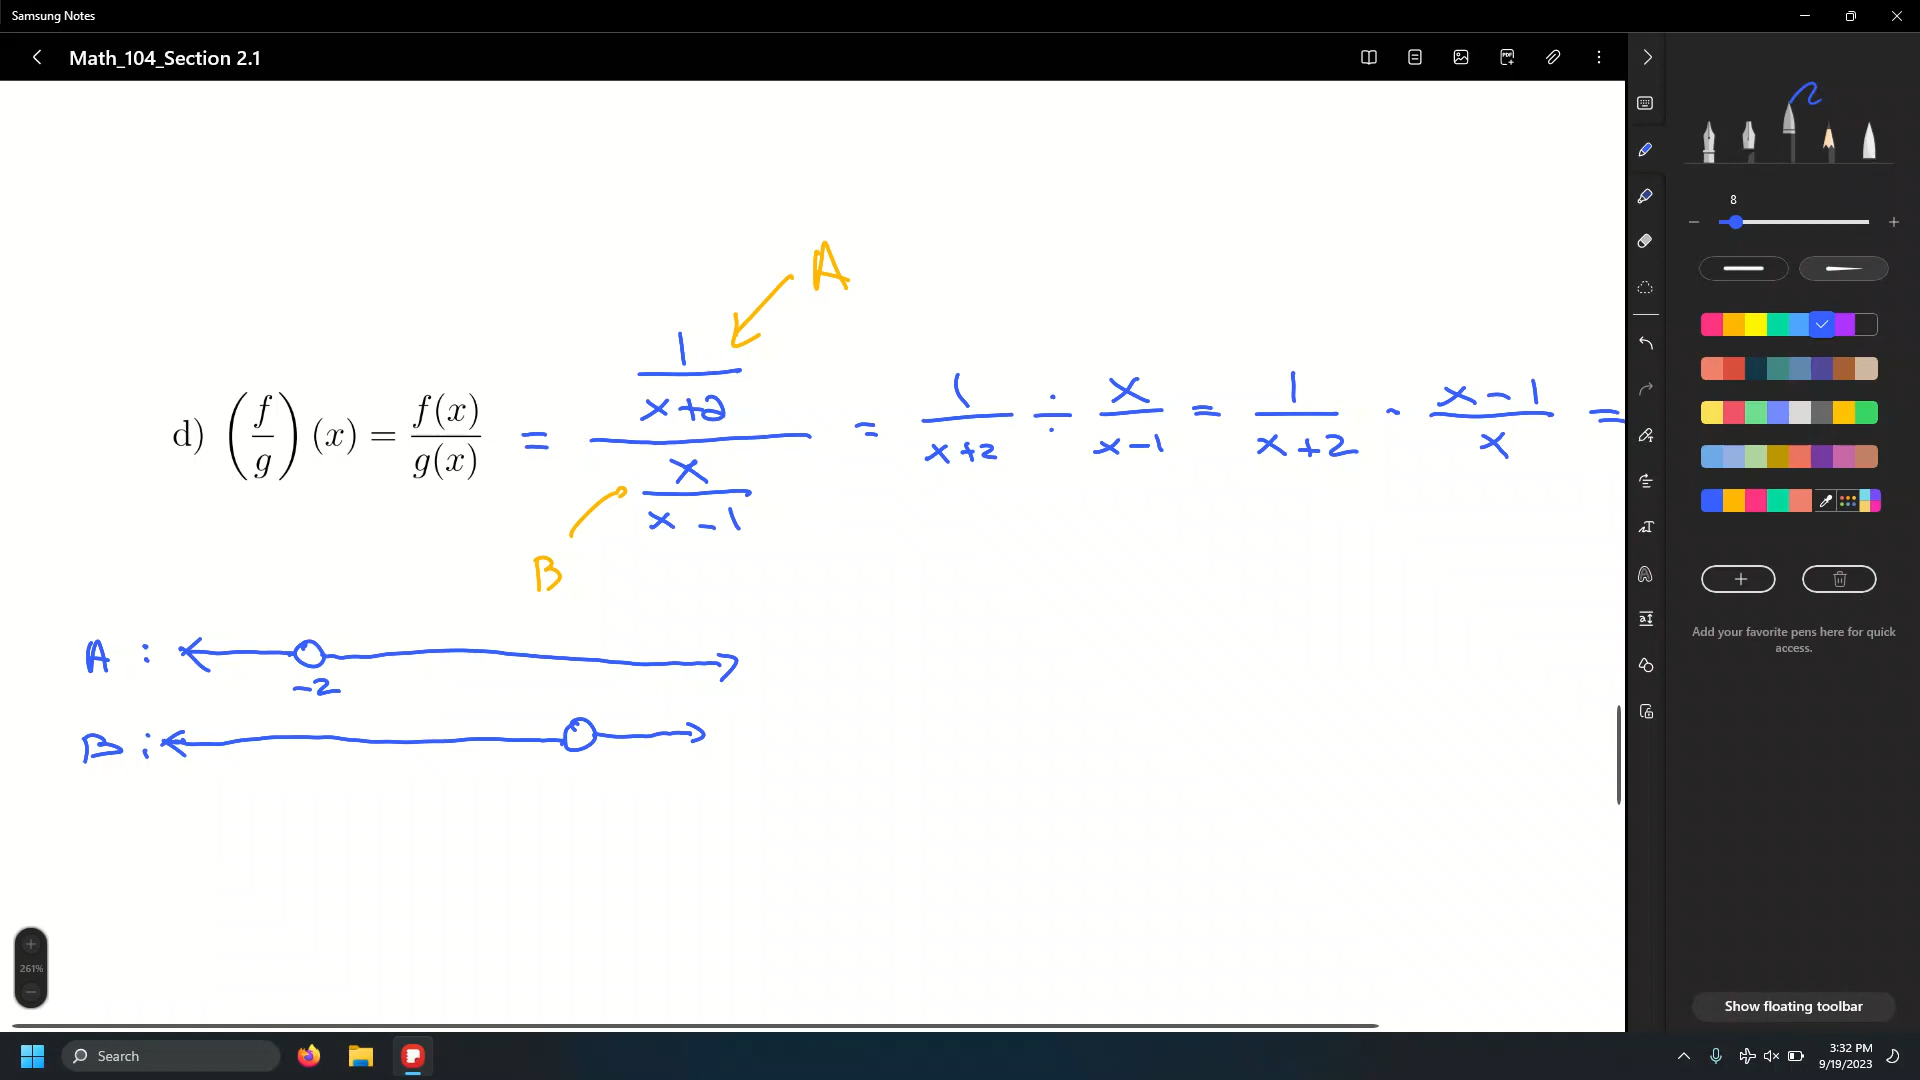 Samsung Notes
Math_104_Section 2.1
8
A
d) (f/g)(x) = f(x)/g(x) = (1/(x+2))/(x/(x-1)) = 1/(x+2) ÷ x/(x-1) = 1/(x+2) · (x-1)/x =
B
A :
-2
B :
Add your favorite pens here for quick
access.
261%
Show floating toolbar
Search
3:32 PM
9/19/2023